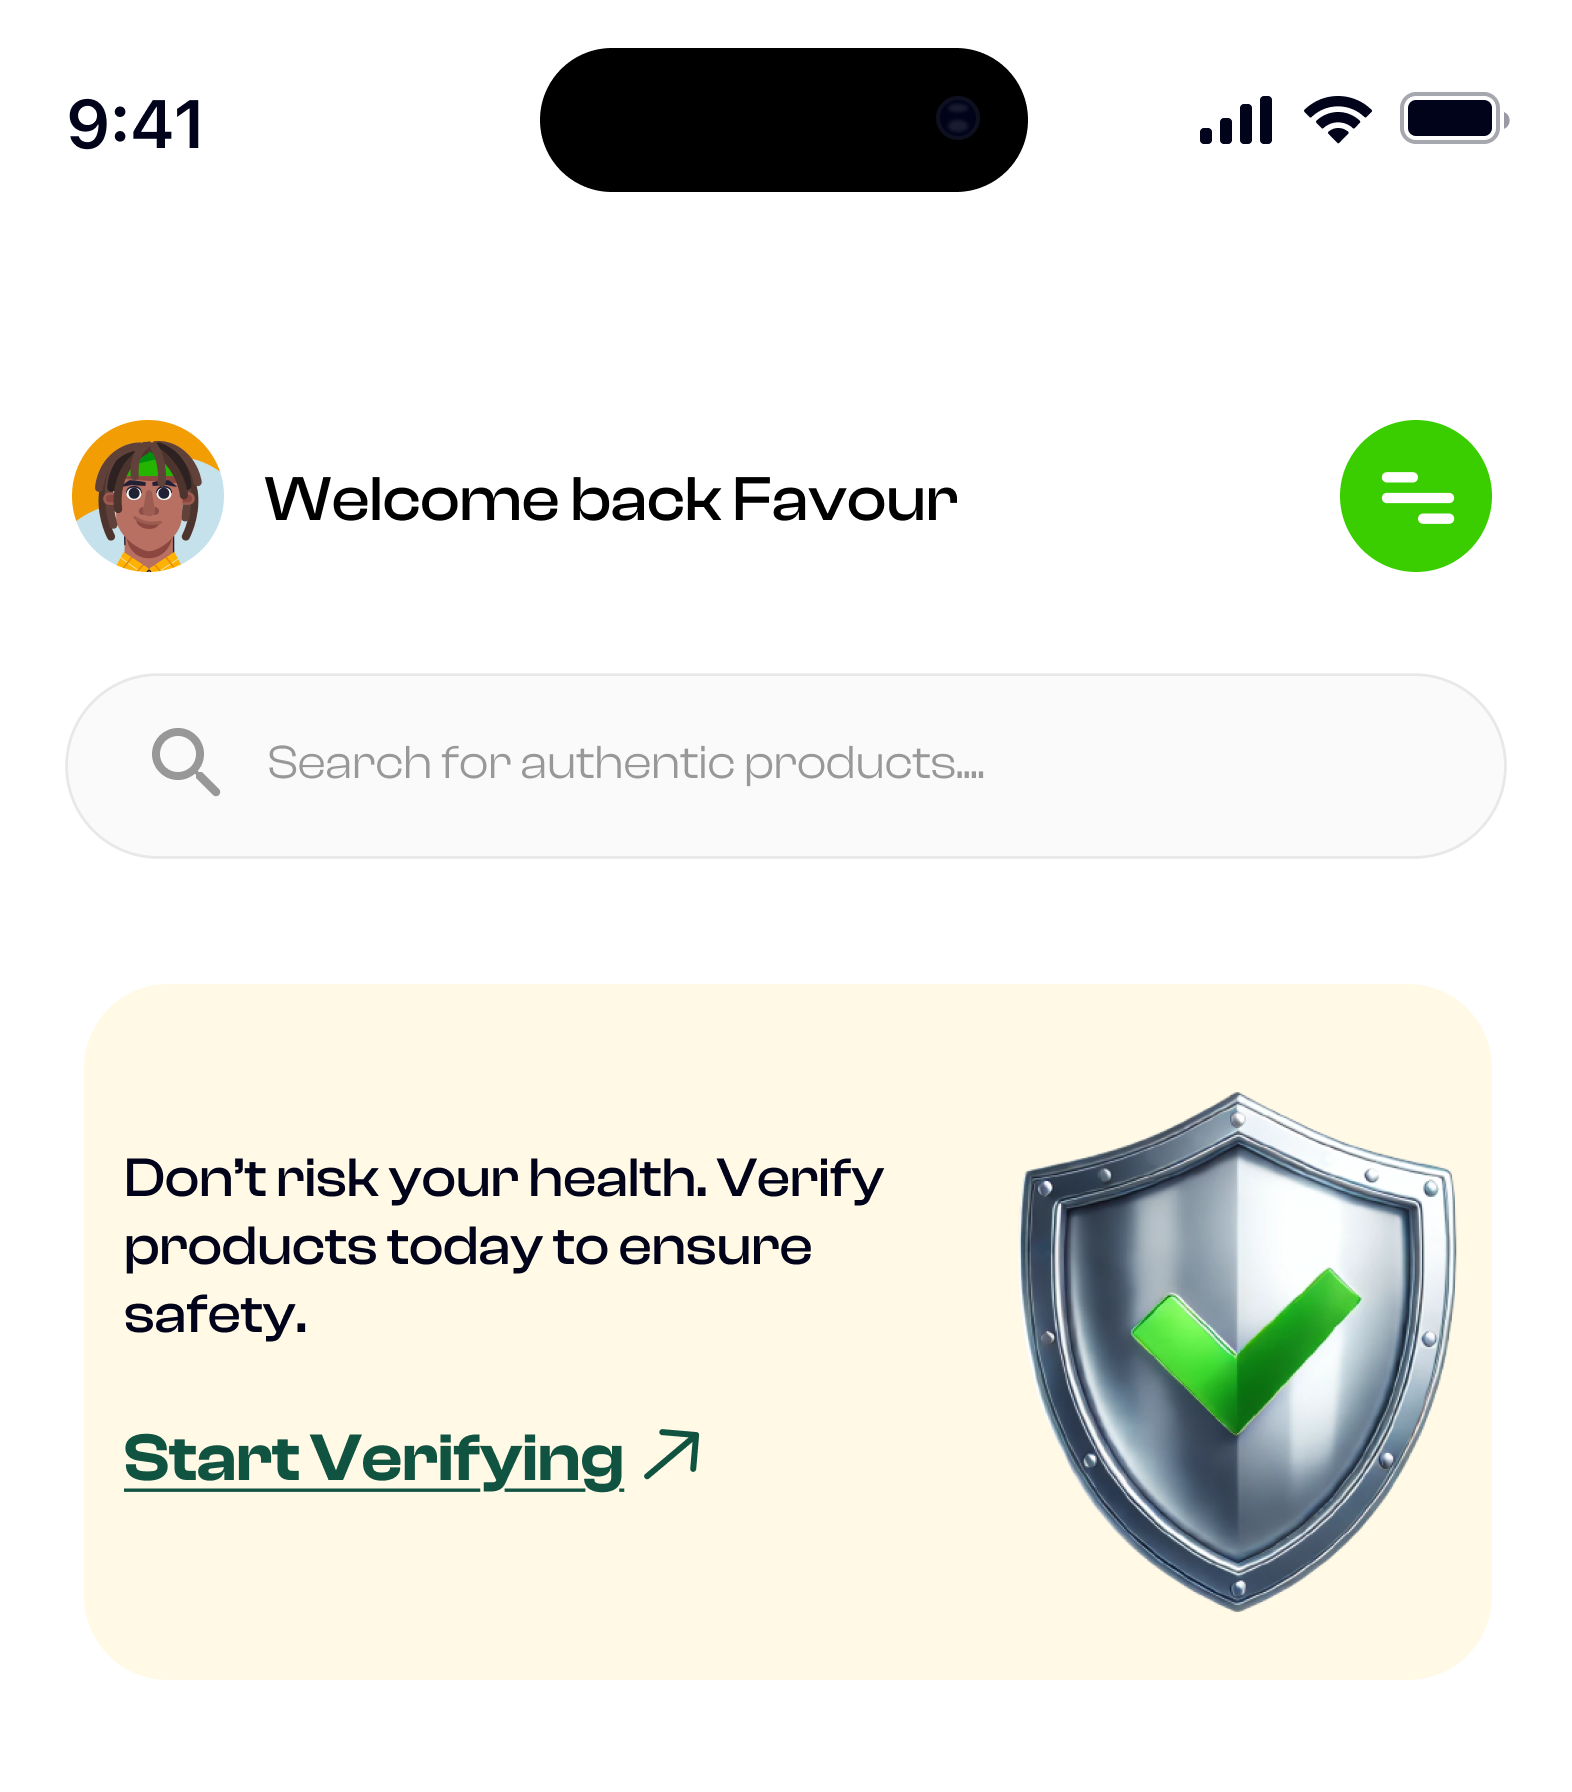 9:41
Welcome back Favour
Search for authentic products....
Don’t risk your health. Verify
products today to ensure
safety.
Start Verifying